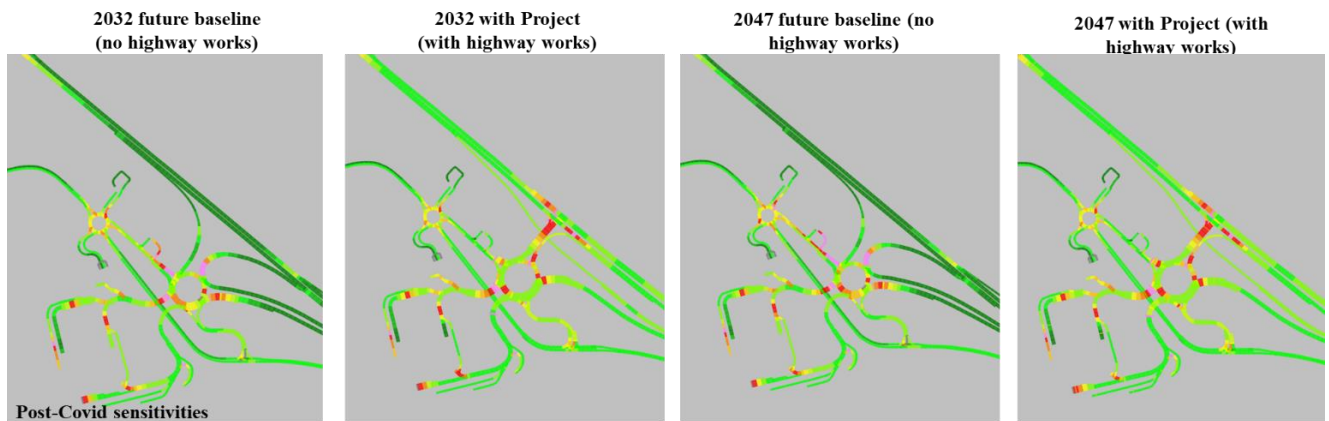 2032 future baseline
(no highway works)
2032 with Project
(with highway works)
2047 future baseline (no
highway works)
2047 with Project (with
highway works)
Post-Covid sensitivities